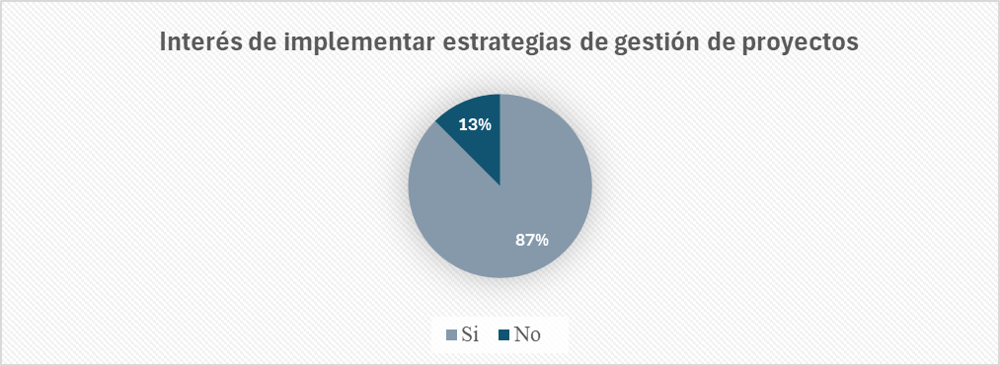 Interés de implementar estrategias de gestión de proyectos
13%
87%
Si No